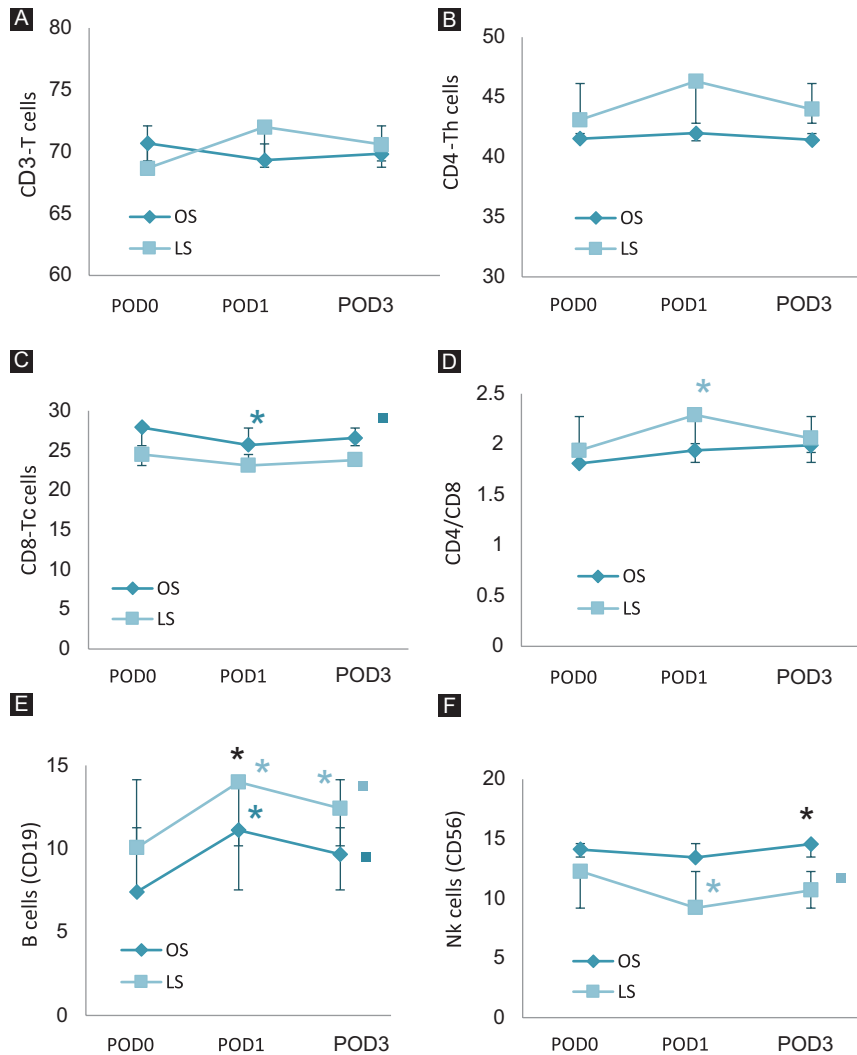 A
80
75
70
65
60
CD3-T cells
OS
LS
POD0 POD1 POD3
B
50
45
40
35
30
CD4-Th cells
OS
LS
POD0 POD1 POD3
C
30
25
20
15
10
5
0
CD8-Tc cells
*
OS
LS
POD0 POD1 POD3
D
2.5
2
1.5
1
0.5
0
CD4/CD8
*
OS
LS
POD0 POD1 POD3
E
15
10
5
0
B cells (CD19)
* * *
*
OS
LS
POD0 POD1 POD3
F
20
15
10
5
0
Nk cells (CD56)
*
*
OS
LS
POD0 POD1 POD3